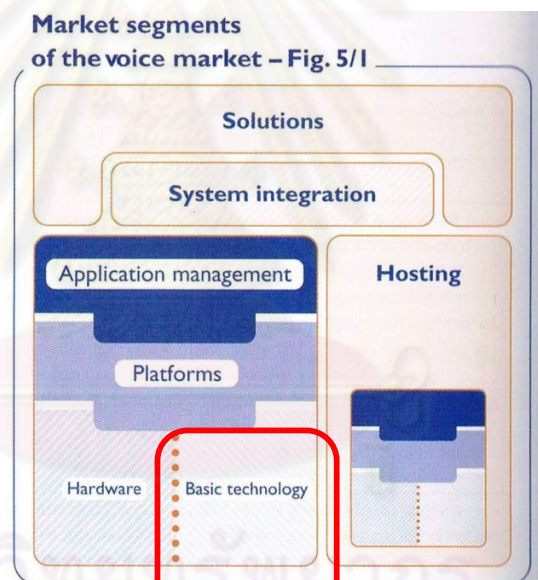 Market segments
of the voice market – Fig. 5/1
Solutions
System integration
Application management
Hosting
Platforms
Hardware
Basic technology